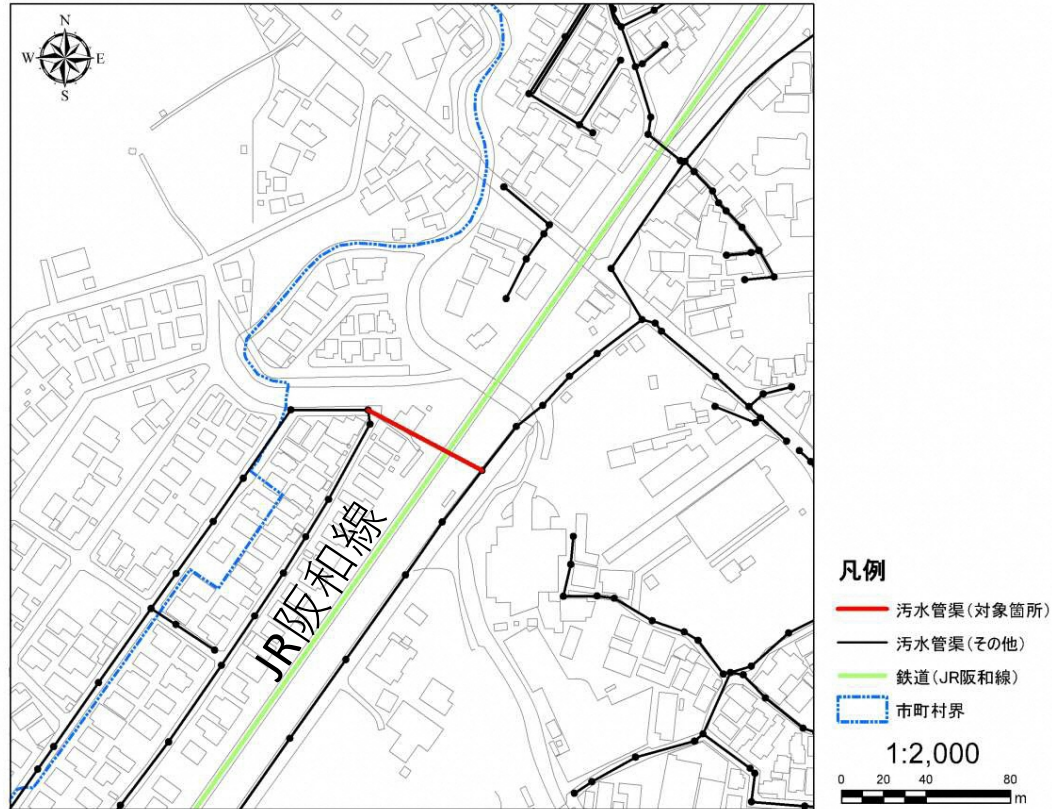 N
W E
S
JR阪和線
凡例
汚水管渠(対象箇所)
汚水管渠(その他)
鉄道(JR阪和線)
市町村界
1:2,000
0 20 40 80
m